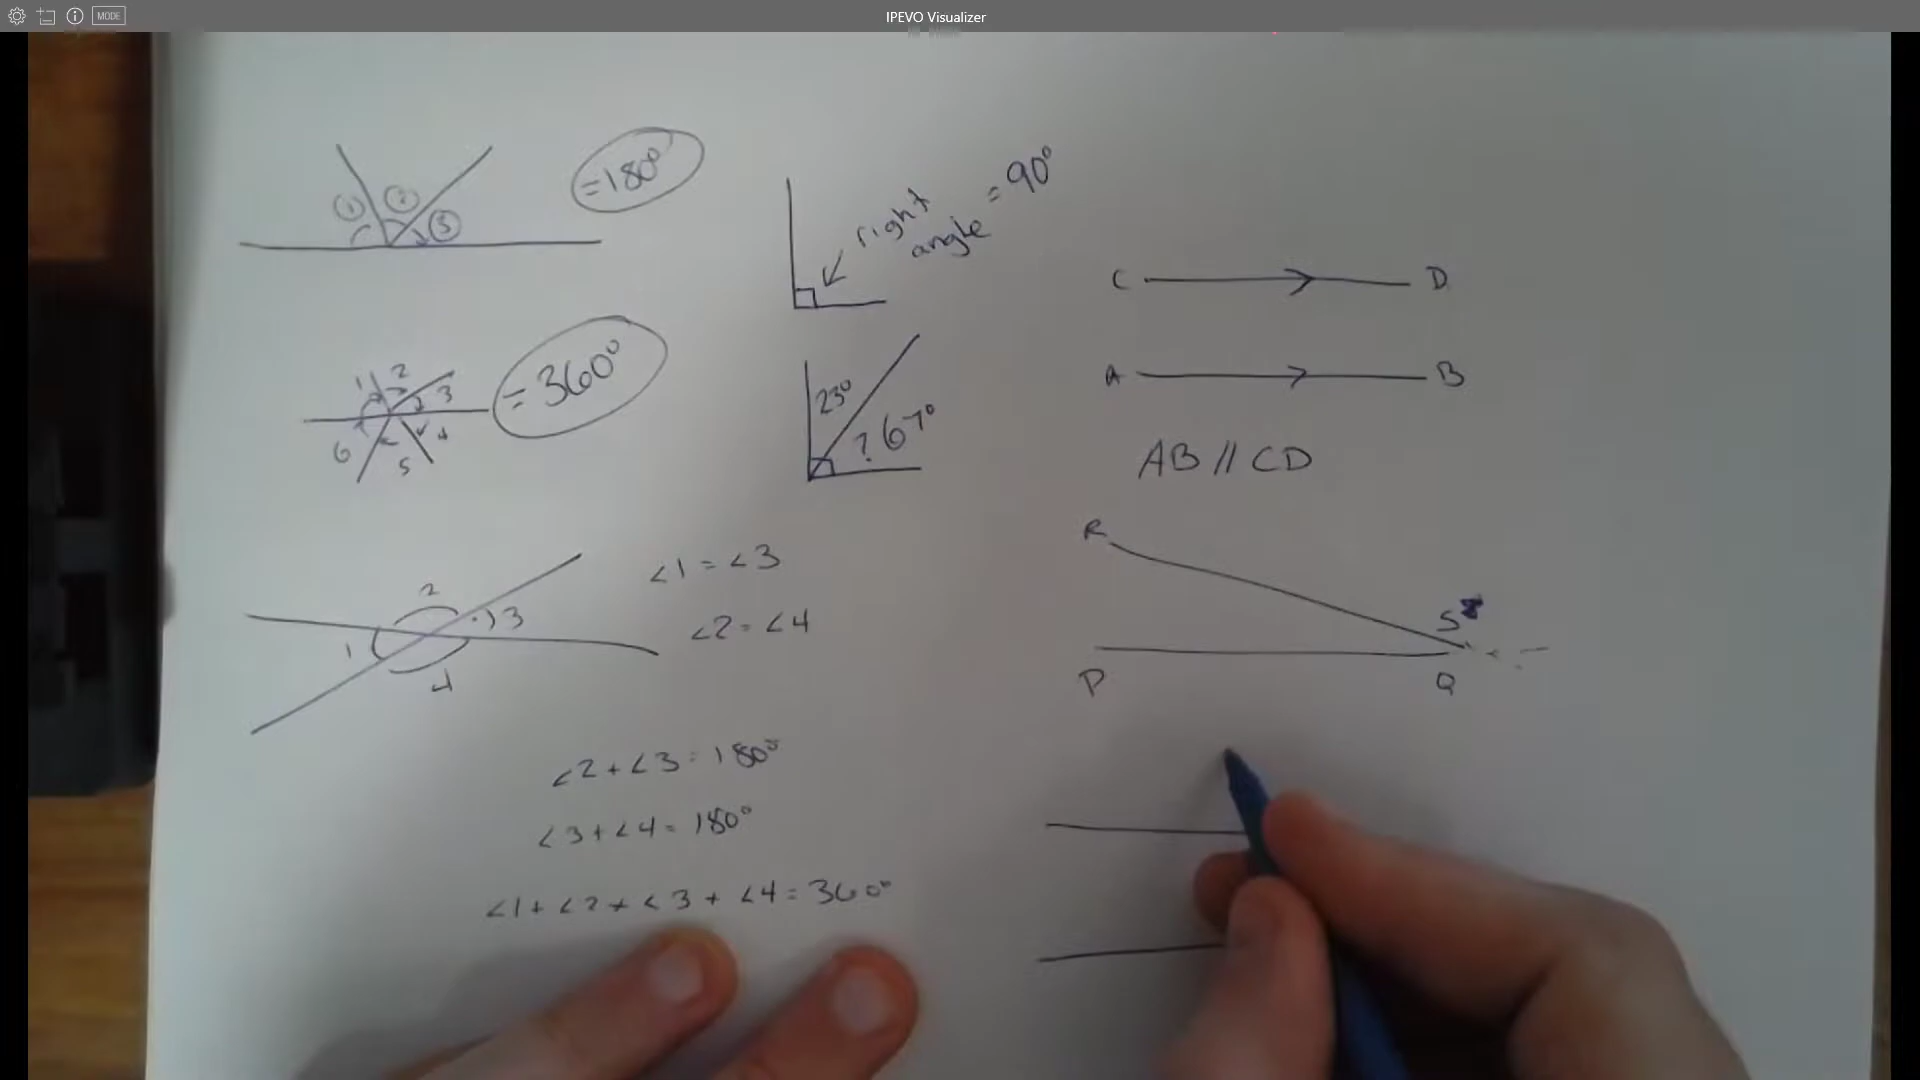 MODE
IPEVO Visualizer
1 2 3
=180°
right angle = 90°
1 2 3
6 5 4
=360°
23°
? 67°
C D
A B
AB // CD
2
1 3
4
∠1 = ∠3
∠2 = ∠4
∠2 + ∠3 = 180°
∠3 + ∠4 = 180°
∠1 + ∠2 + ∠3 + ∠4 = 360°
R
S
P Q